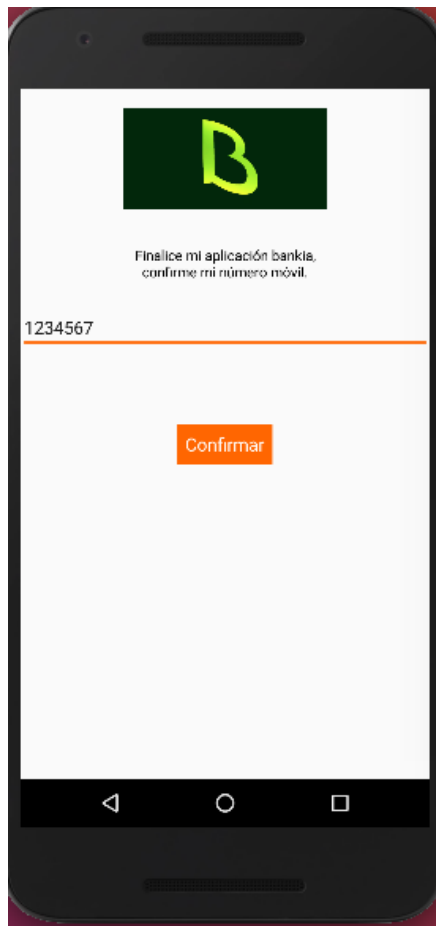 B
Finalice mi aplicación bankia,
confirme mi número móvil.
1234567
Confirmar